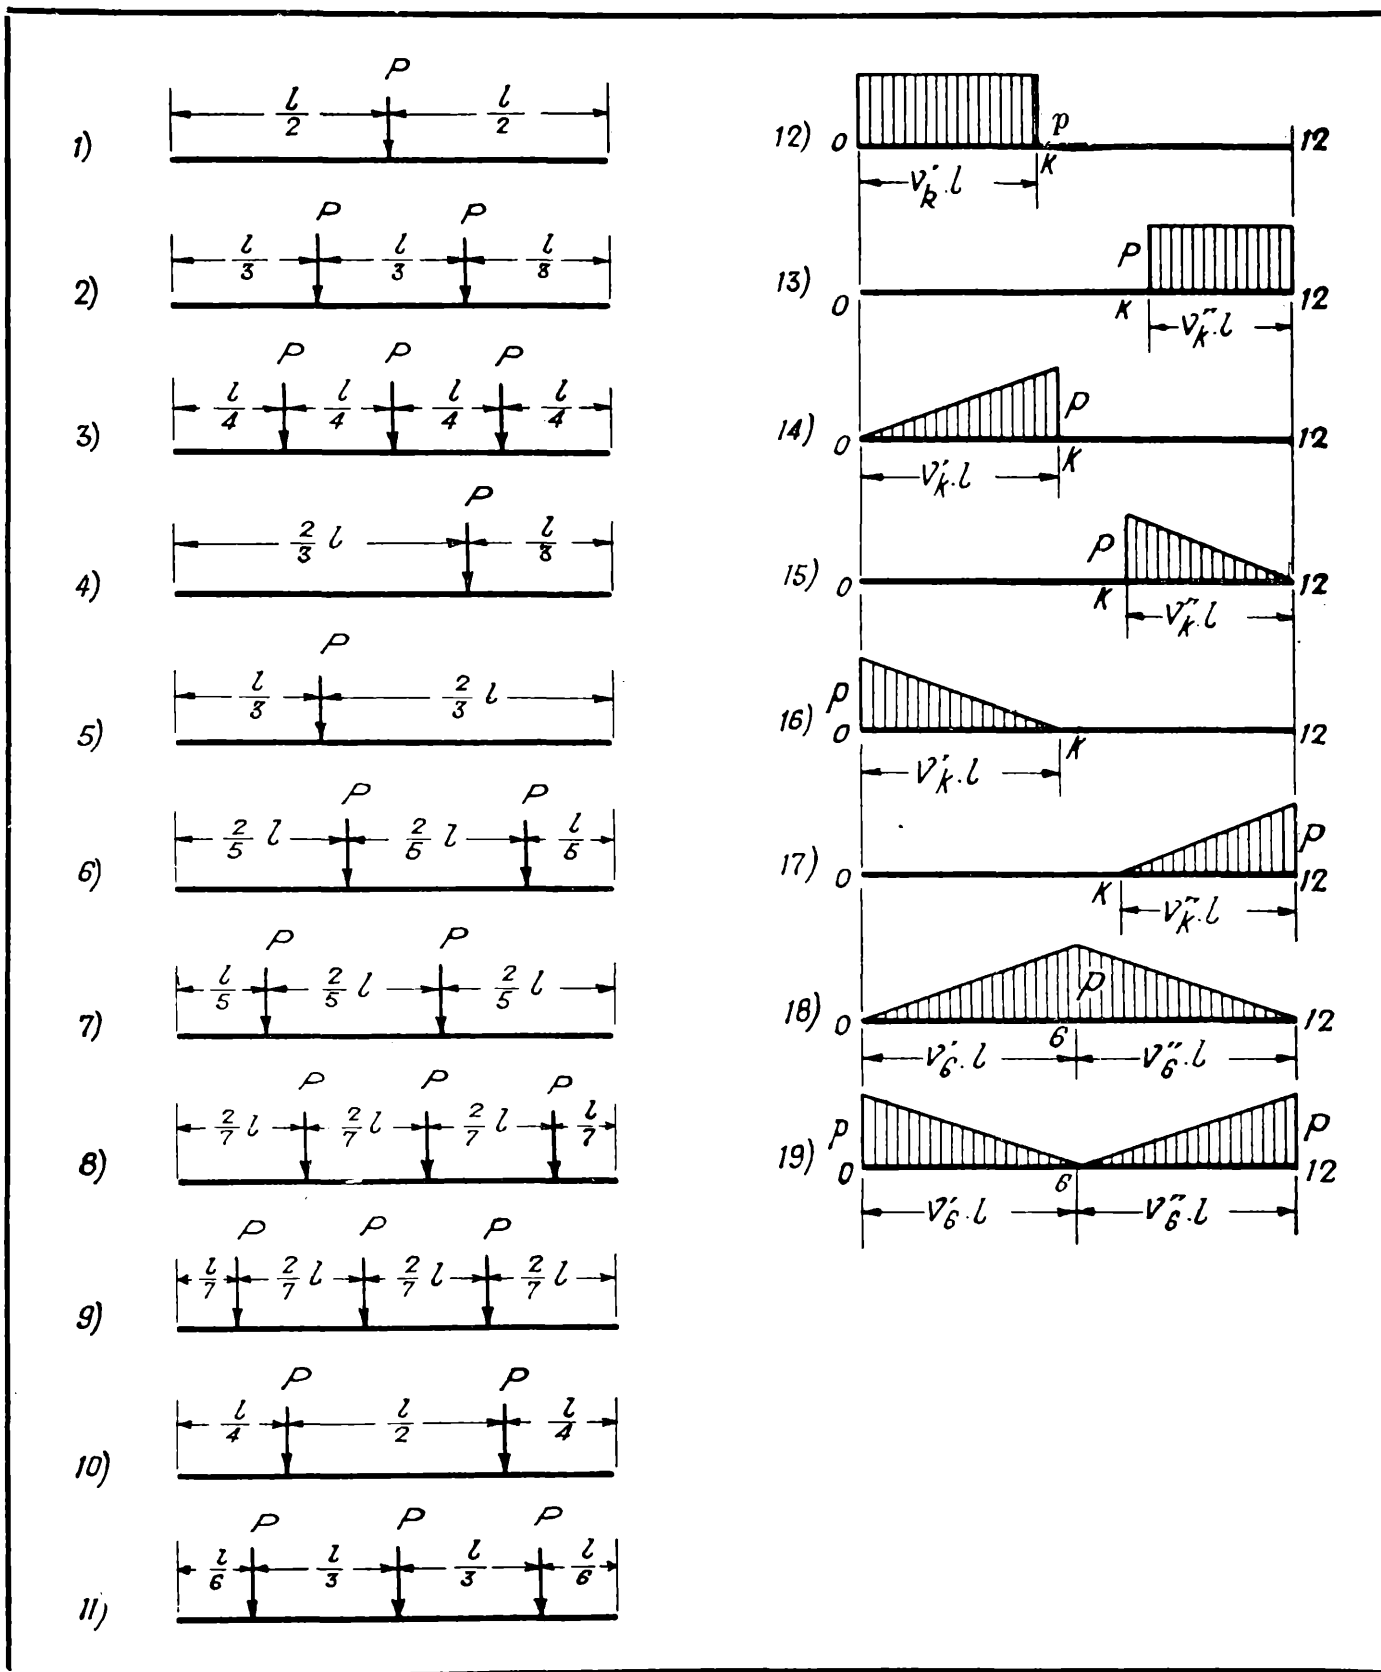 1) P l/2 l/2
2) P P l/3 l/3 l/3
3) P P P l/4 l/4 l/4 l/4
4) P 2/3 l l/3
5) P l/3 2/3 l
6) P P 2/5 l 2/5 l l/5
7) P P l/5 2/5 l 2/5 l
8) P P P 2/7 l 2/7 l 2/7 l l/7
9) P P P l/7 2/7 l 2/7 l 2/7 l
10) P P l/4 l/2 l/4
11) P P P l/6 l/3 l/3 l/6
12) 0 p K 12
V'k·l
13) 0 P K 12
V''k·l
14) 0 P K 12
V'k·l
15) 0 P K 12
V''k·l
16) P 0 K 12
V'k·l
17) 0 K P 12
V''k·l
18) 0 P 6 12
V'6·l V''6·l
19) P 0 6 P 12
V'6·l V''6·l